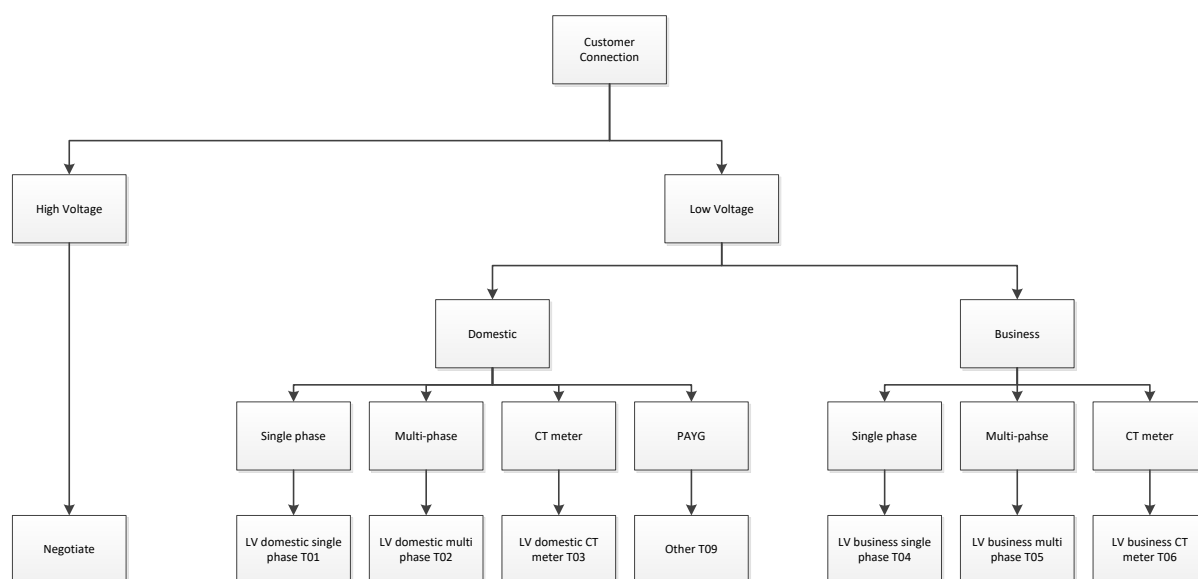 Customer
Connection
High Voltage
Low Voltage
Domestic
Business
Single phase
Multi-phase
CT meter
PAYG
Single phase
Multi-pahse
CT meter
Negotiate
LV domestic single
phase T01
LV domestic multi
phase T02
LV domestic CT
meter T03
Other T09
LV business single
phase T04
LV business multi
phase T05
LV business CT
meter T06